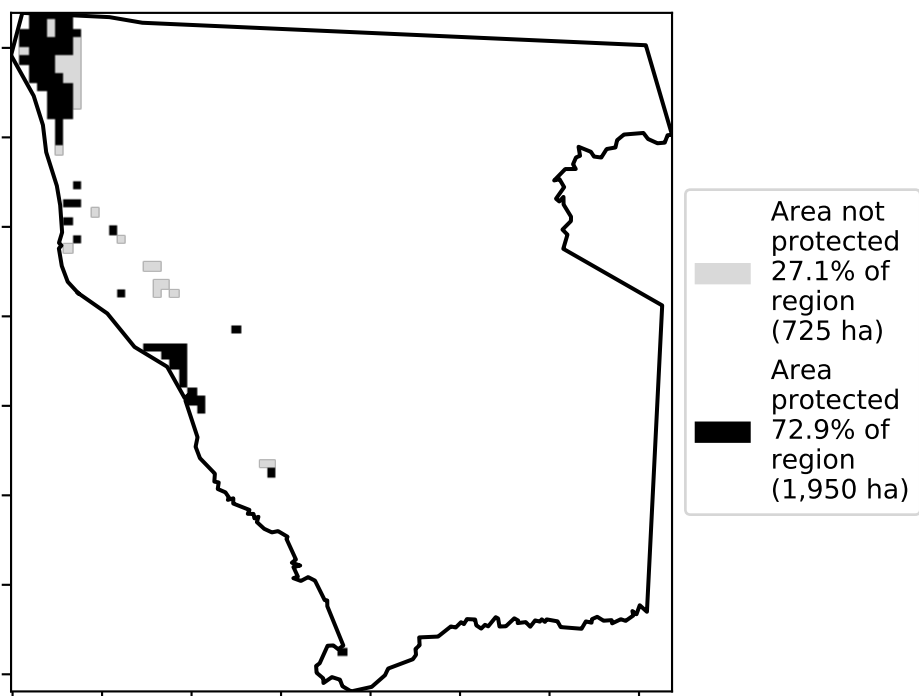 Area not
protected
27.1% of
region
(725 ha)
Area
protected
72.9% of
region
(1,950 ha)